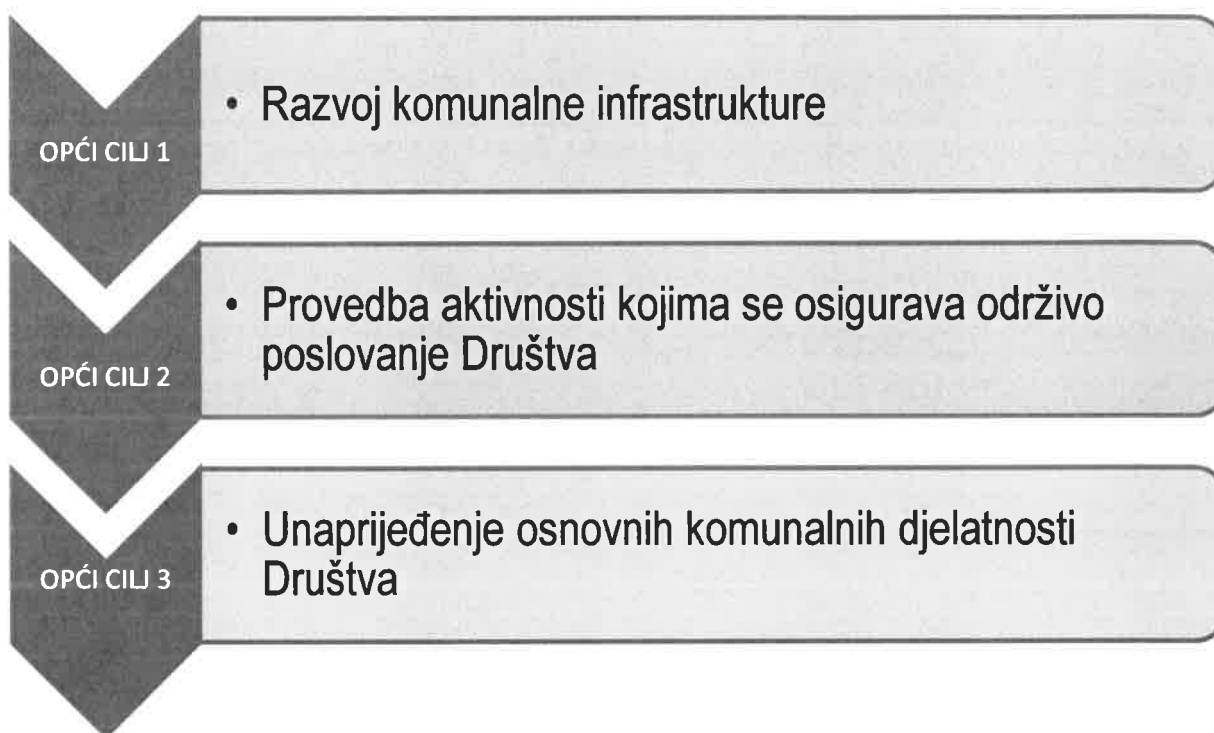 OPĆI CILJ 1
• Razvoj komunalne infrastrukture
OPĆI CILJ 2
• Provedba aktivnosti kojima se osigurava održivo
poslovanje Društva
OPĆI CILJ 3
• Unaprijeđenje osnovnih komunalnih djelatnosti
Društva